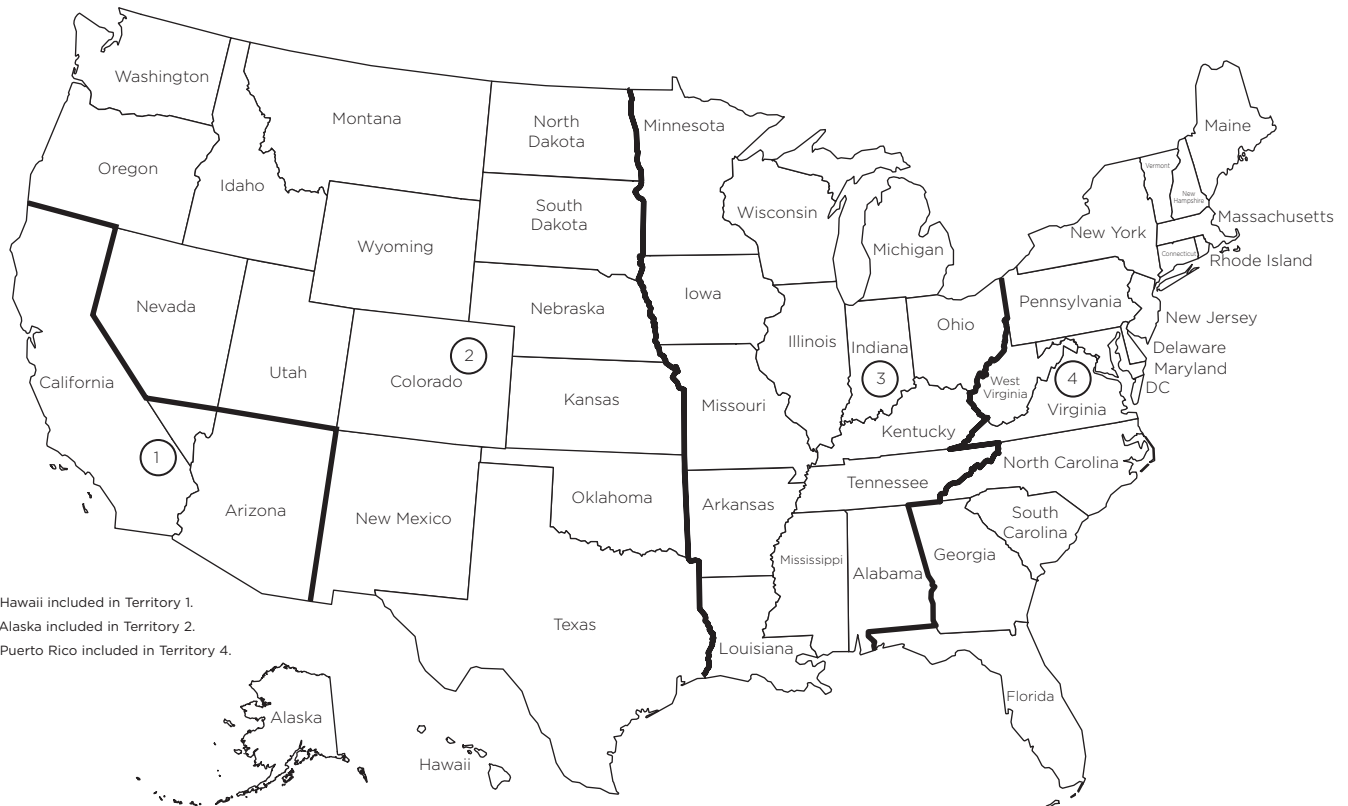 Washington
Montana
North
Dakota
Minnesota
Maine
Oregon
Idaho
Vermont
New
Hampshire
South
Dakota
Wisconsin
Massachusetts
Wyoming
Michigan
New York
Connecticut
Rhode Island
Nevada
Nebraska
Iowa
Pennsylvania
New Jersey
Ohio
Illinois
Indiana
Delaware
2
Maryland
California
Utah
Colorado
3
West
Virginia
4
DC
Kansas
Missouri
Virginia
Kentucky
1
North Carolina
Tennessee
Arizona
New Mexico
Oklahoma
Arkansas
South
Carolina
Mississippi
Alabama
Georgia
Hawaii included in Territory 1.
Alaska included in Territory 2.
Puerto Rico included in Territory 4.
Texas
Louisiana
Florida
Alaska
Hawaii